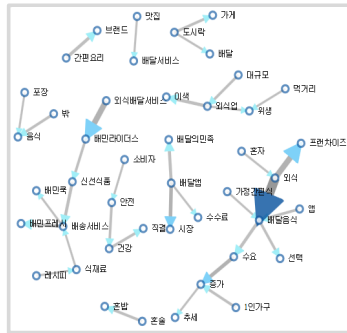 맛집
가게
브랜드
도시락
간편요리
배달서비스
배달
대규모
이색
먹거리
포장
외식배달서비스
외식업
위생
밖
음식
배민라이더스
배달의민족
프랜차이즈
소비자
혼자
배민쿡
신선식품
배달앱
외식
가정간편식
안전
수수료
앱
배민프레시
배송서비스
직결
시장
배달음식
건강
수요
선택
레시피
식재료
증가
혼밥
1인가구
혼술
추세